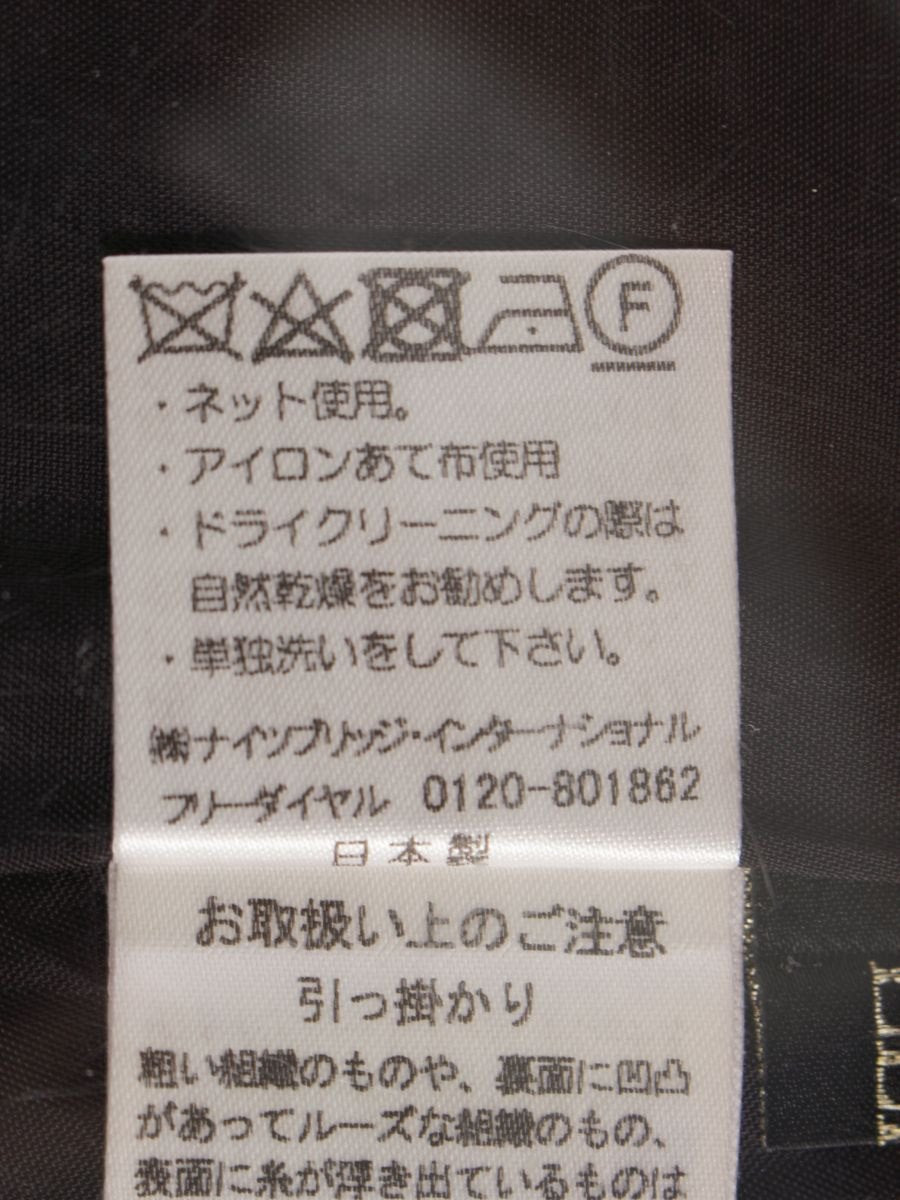 F
・ネット使用。
・アイロンあて布使用
・ドライクリーニングの際は
自然乾燥をお勧めします。
・単独洗いをして下さい。
㈱ナイツブリッジ・インターナショナル
フリーダイヤル 0120-801862
日本製
お取扱い上のご注意
引っ掛かり
粗い組織のものや、裏面に凹凸
があってルーズな組織のもの、
表面に糸が浮き出ているものは